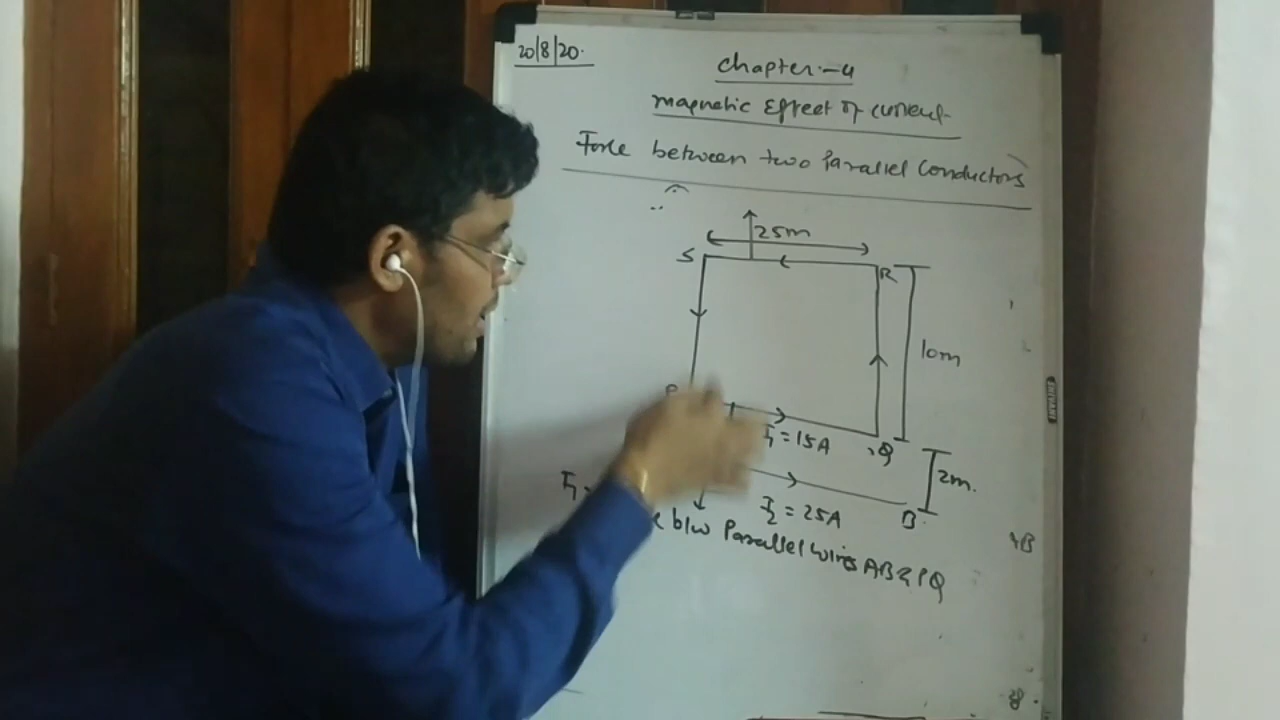 20/8/20.
Chapter:-4
Magnetic Effect of Current
Force between two Parallel Conductors
25m
S
R
10m
I₁ = 15A
Q
2m.
I₂ = 25A
B
b/w Parallel wires AB & PQ